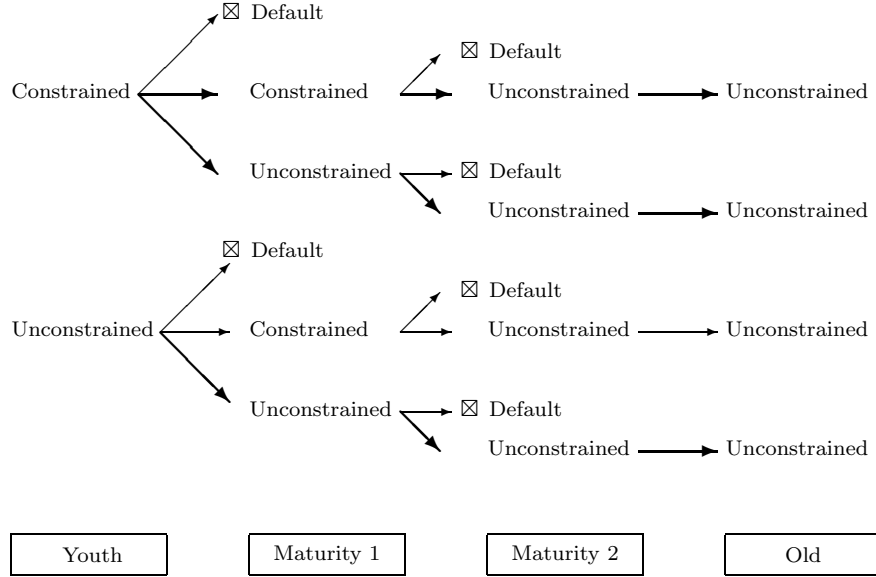 Default
Default
Constrained Constrained Unconstrained Unconstrained
Unconstrained Default
Unconstrained Unconstrained
Default
Default
Unconstrained Constrained Unconstrained Unconstrained
Unconstrained Default
Unconstrained Unconstrained
Youth Maturity 1 Maturity 2 Old